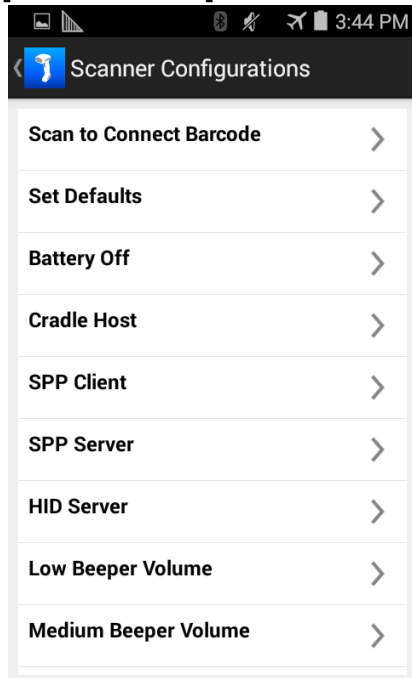 3:44 PM
Scanner Configurations
Scan to Connect Barcode
Set Defaults
Battery Off
Cradle Host
SPP Client
SPP Server
HID Server
Low Beeper Volume
Medium Beeper Volume